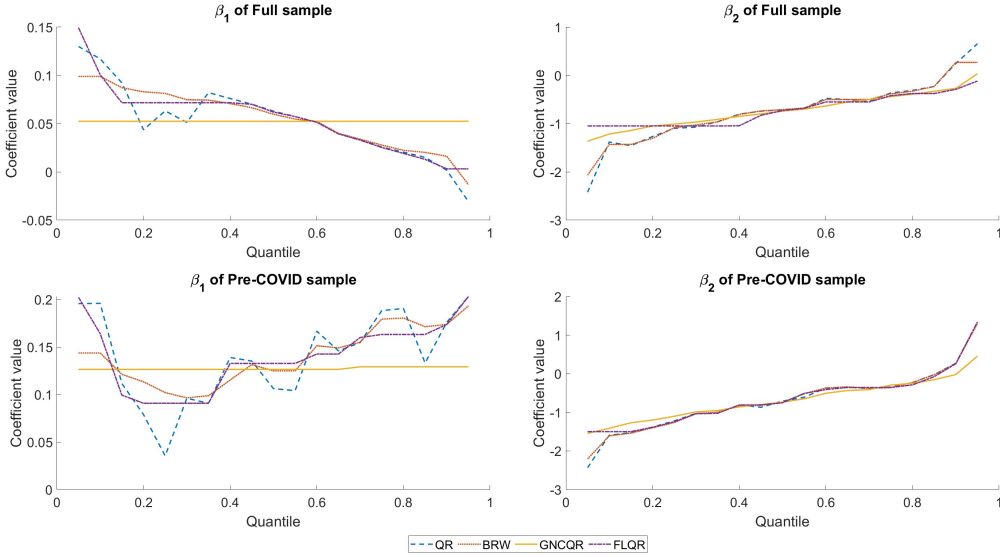 β1 of Full sample
0.15
0.1
0.05
0
-0.05
Coefficient value
0 0.2 0.4 0.6 0.8 1
Quantile
β2 of Full sample
1
0
-1
-2
-3
Coefficient value
0 0.2 0.4 0.6 0.8 1
Quantile
β1 of Pre-COVID sample
0.2
0.15
0.1
0.05
0
Coefficient value
0 0.2 0.4 0.6 0.8 1
Quantile
β2 of Pre-COVID sample
2
1
0
-1
-2
-3
Coefficient value
0 0.2 0.4 0.6 0.8 1
Quantile
QR BRW GNCQR FLQR